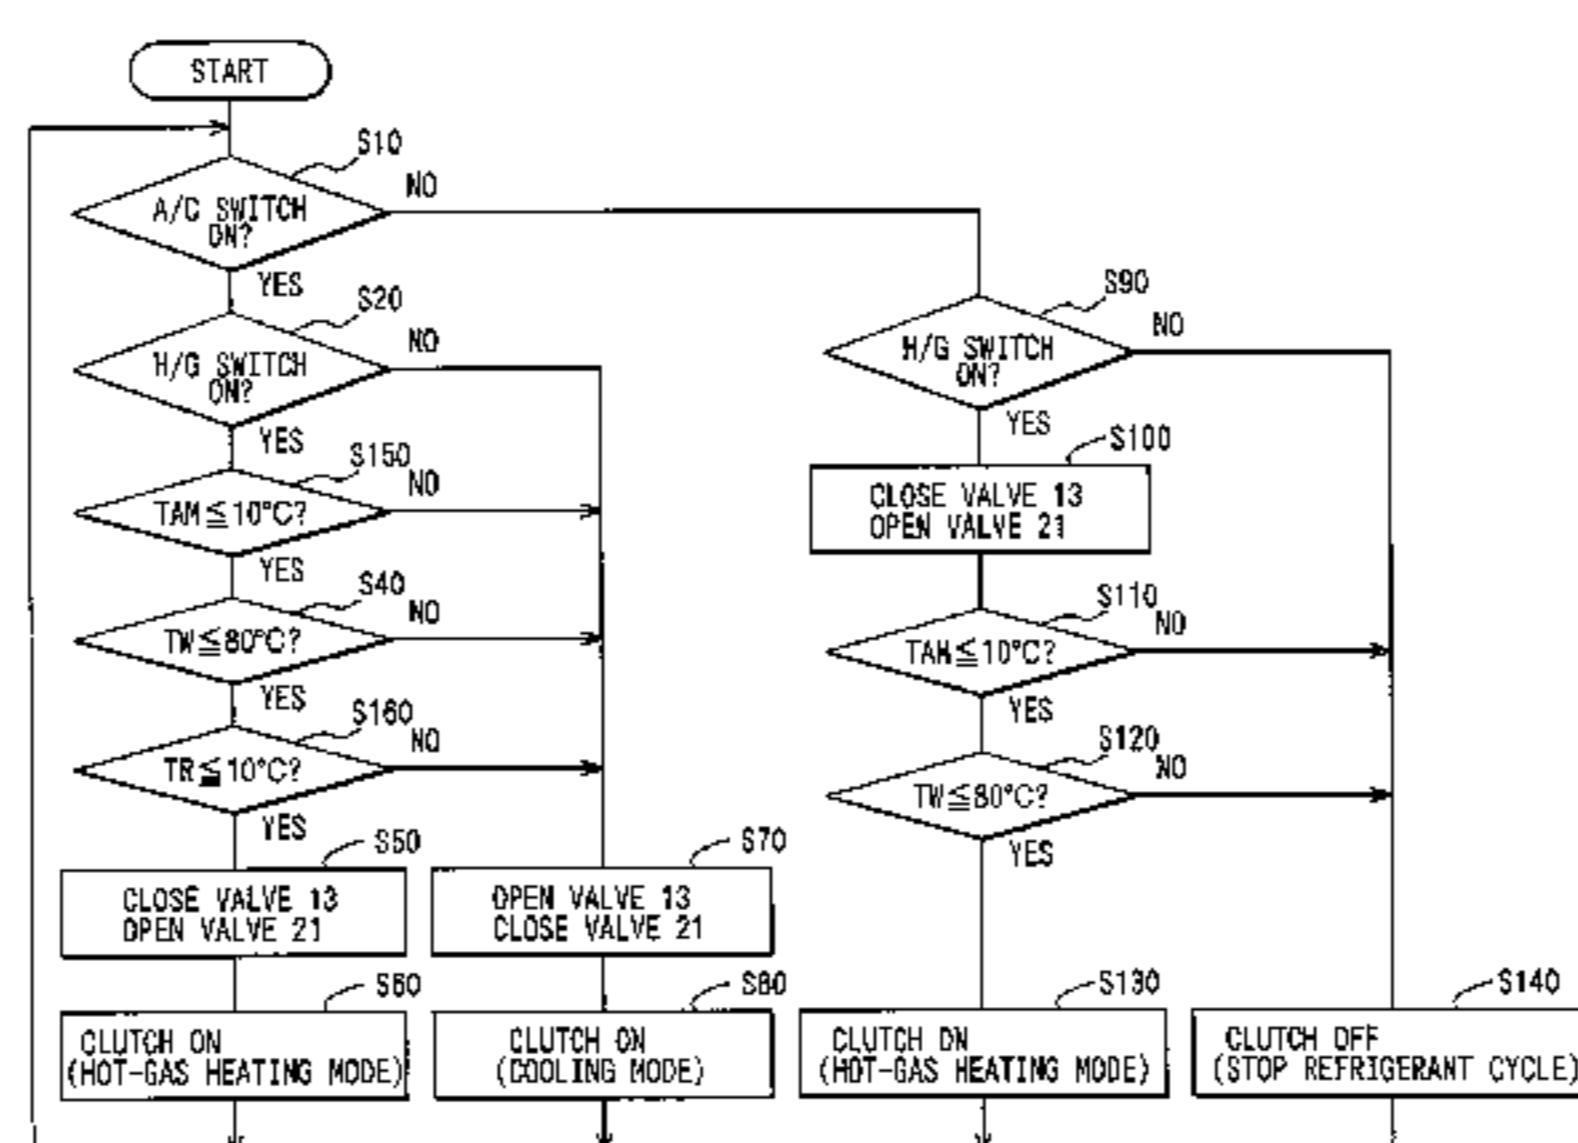 START
S10
A/C SWITCH
ON?
NO
YES
S20
H/G SWITCH
ON?
NO
YES
S150
TAM≦10°C?
NO
YES
S40
TW≦80°C?
NO
YES
S160
TR≦10°C?
NO
YES
S50
CLOSE VALVE 13
OPEN VALVE 21
S60
CLUTCH ON
(HOT-GAS HEATING MODE)
S70
OPEN VALVE 13
CLOSE VALVE 21
S80
CLUTCH ON
(COOLING MODE)
S90
H/G SWITCH
ON?
NO
YES
S100
CLOSE VALVE 13
OPEN VALVE 21
S110
TAM≦10°C?
NO
YES
S120
TW≦80°C?
NO
YES
S130
CLUTCH ON
(HOT-GAS HEATING MODE)
S140
CLUTCH OFF
(STOP REFRIGERANT CYCLE)